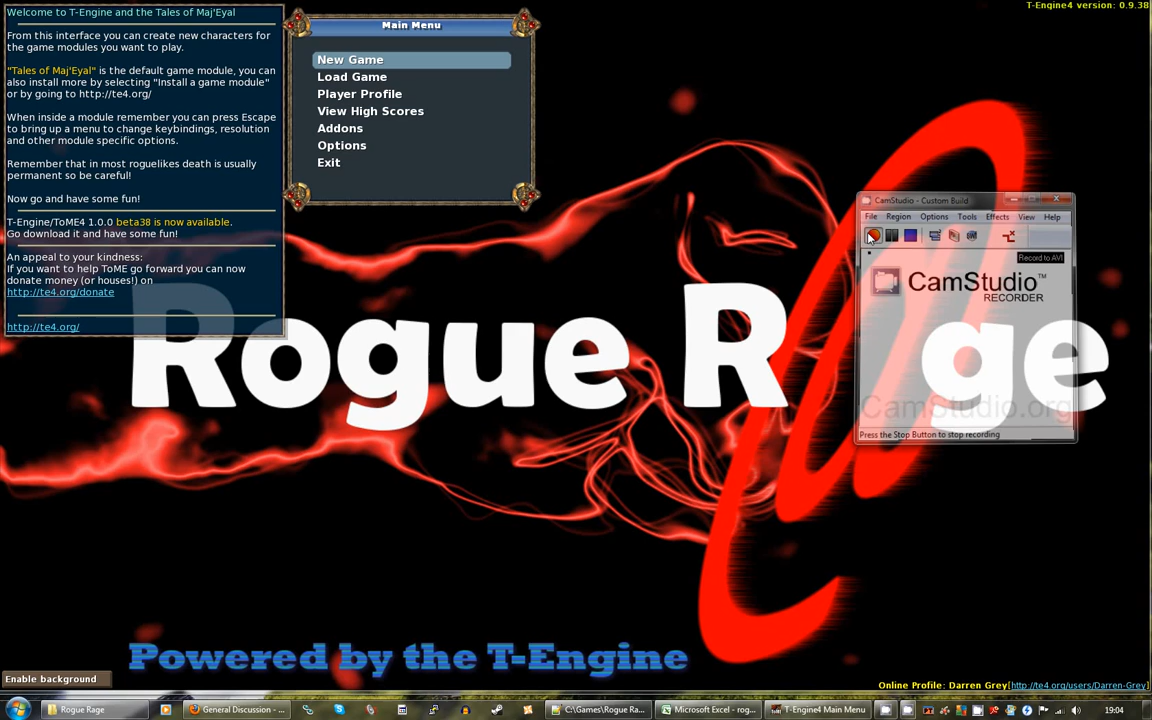 Welcome to T-Engine and the Tales of Maj'Eyal
From this interface you can create new characters for
the game modules you want to play.
"Tales of Maj'Eyal" is the default game module, you can
also install more by selecting "Install a game module"
or by going to http://te4.org/
When inside a module remember you can press Escape
to bring up a menu to change keybindings, resolution
and other module specific options.
Remember that in most roguelikes death is usually
permanent so be careful!
Now go and have some fun!
T-Engine/ToME4 1.0.0 beta38 is now available.
Go download it and have some fun!
An appeal to your kindness:
If you want to help ToME go forward you can now
donate money (or houses!) on
http://te4.org/donate
http://te4.org/
Main Menu
New Game
Load Game
Player Profile
View High Scores
Addons
Options
Exit
T-Engine4 version: 0.9.38
CamStudio - Custom Build
File Region Options Tools Effects View Help
Record to AVI
CamStudio™
RECORDER
CamStudio.org
Press the Stop Button to stop recording
Rogue Rage
Powered by the T-Engine
Enable background
Online Profile: Darren Grey[http://te4.org/users/Darren-Grey]
Rogue Rage
General Discussion - ...
C:\Games\Rogue Ra...
Microsoft Excel - rog...
T-Engine4 Main Menu
19:04